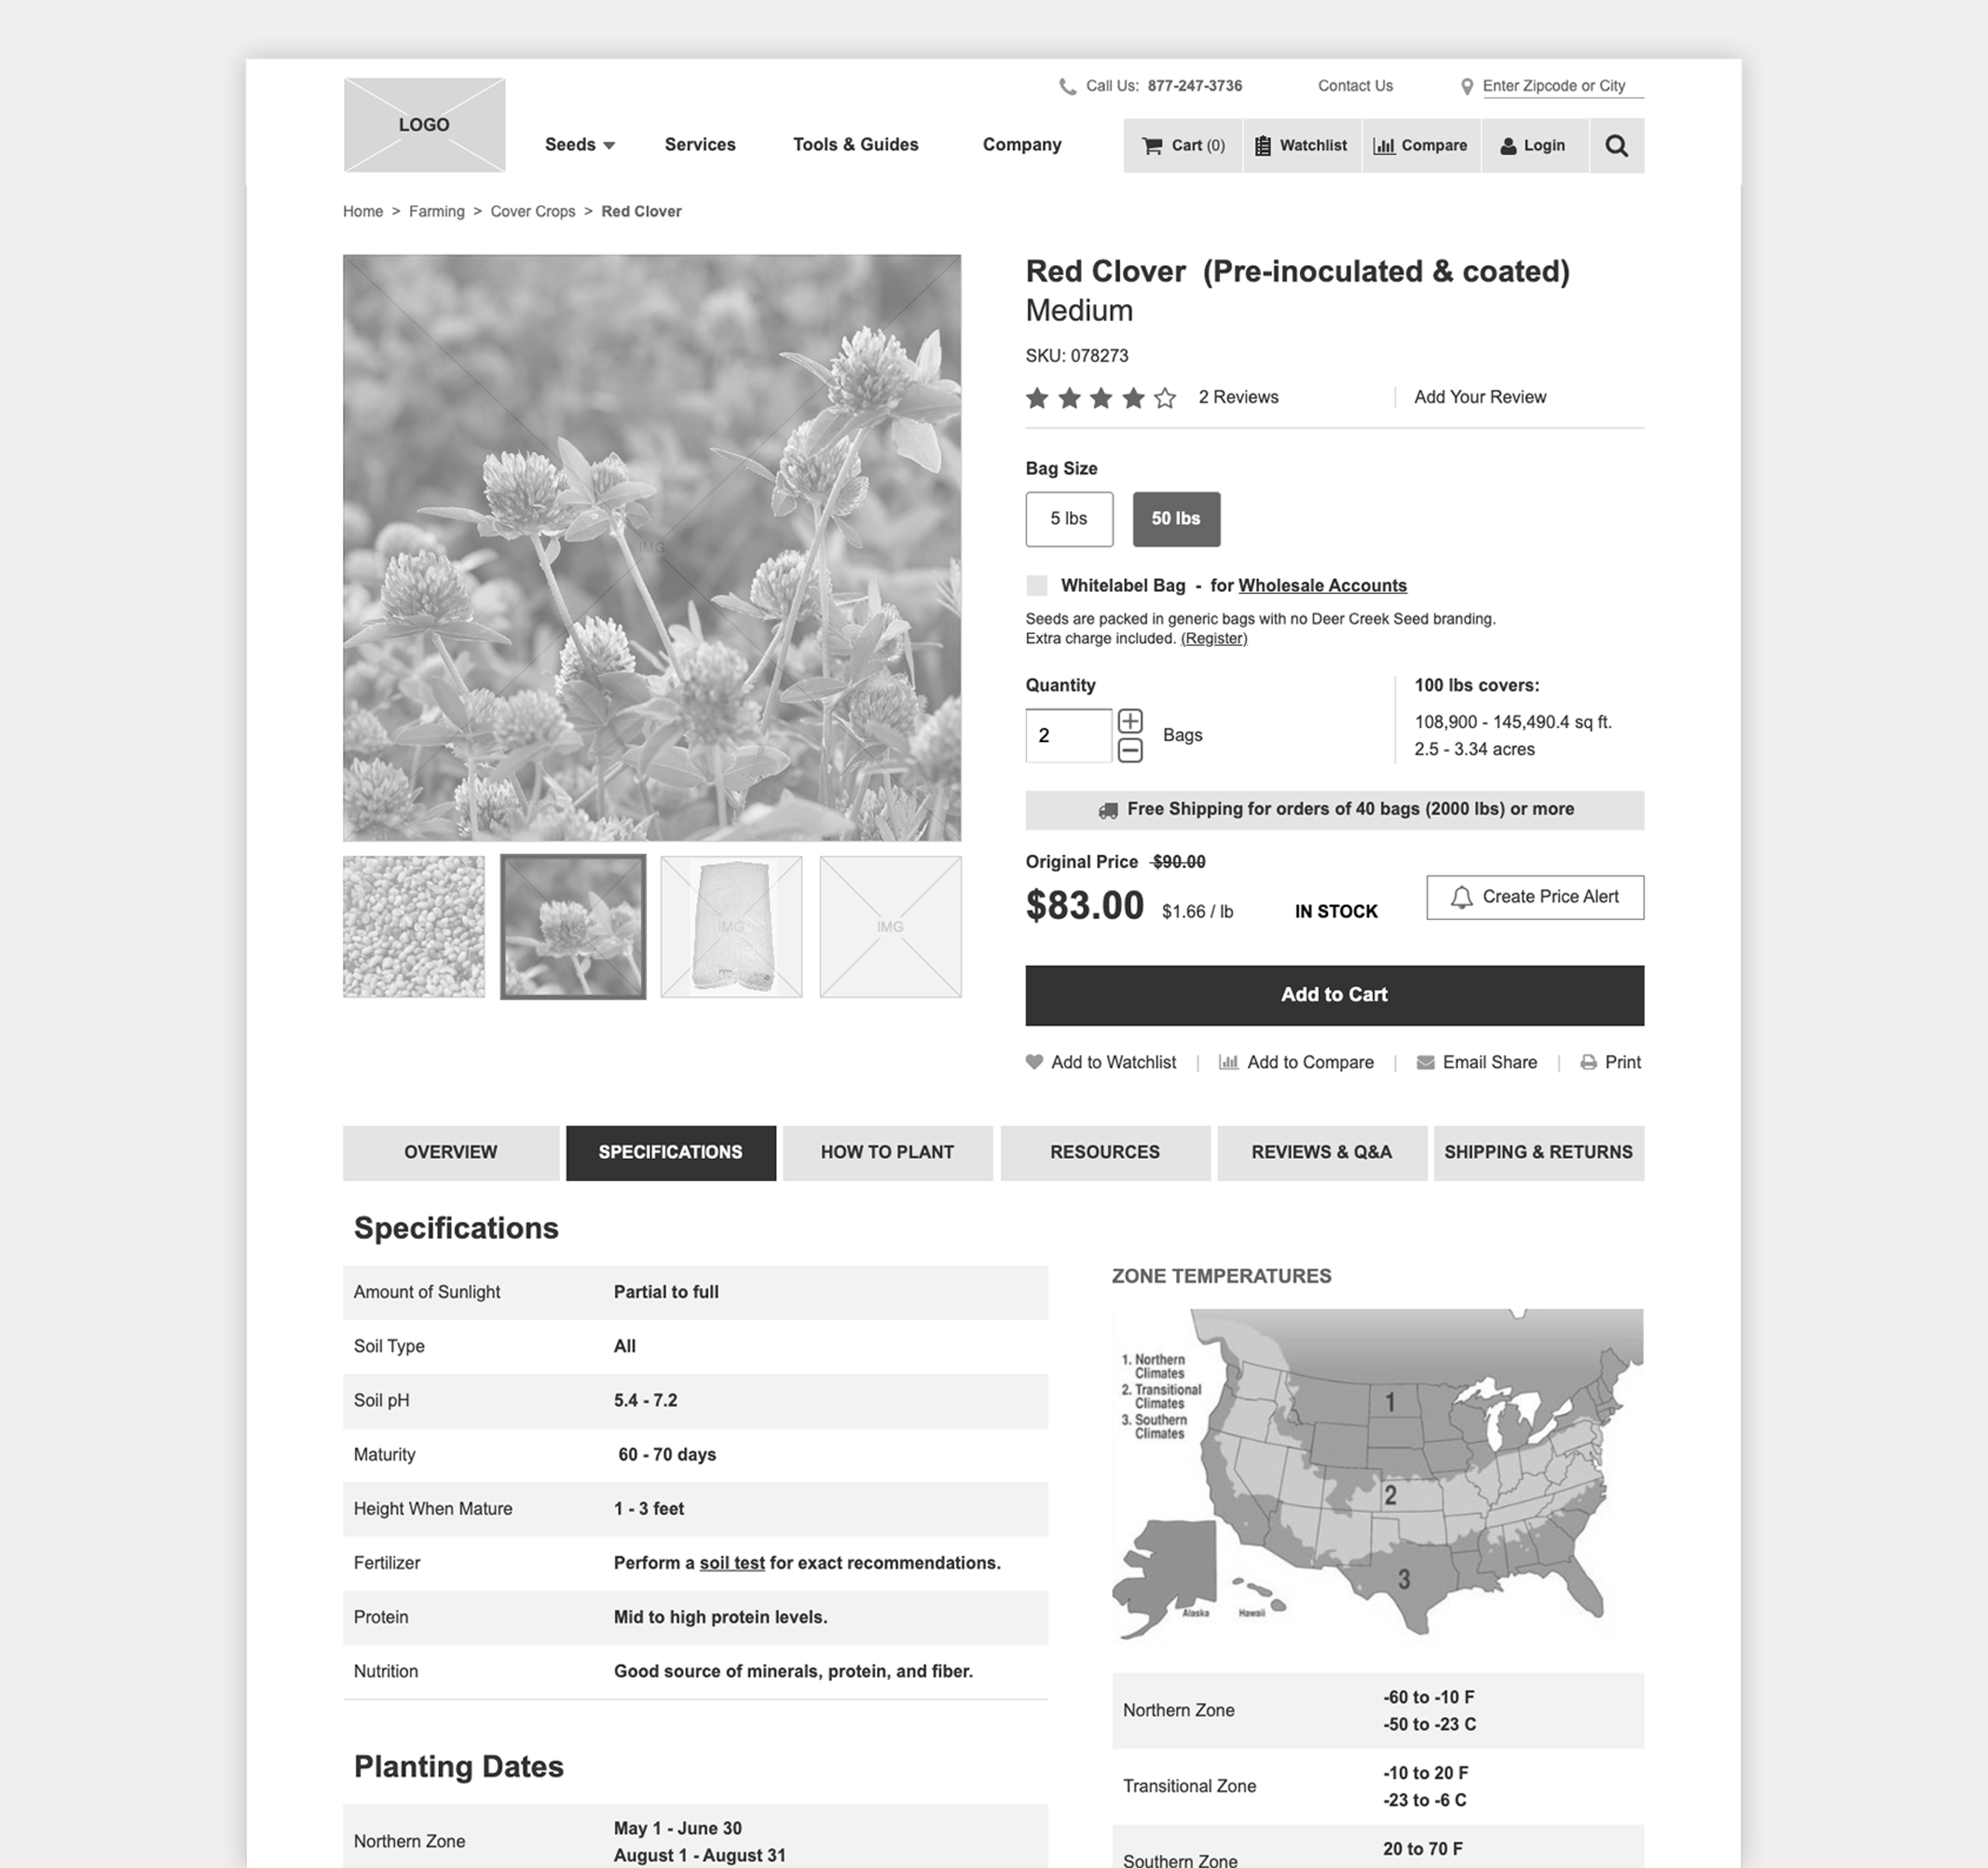 Call Us: 877-247-3736 Contact Us Enter Zipcode or City
LOGO
Seeds Services Tools & Guides Company Cart (0) Watchlist Compare Login
Home > Farming > Cover Crops > Red Clover
IMG
IMG
IMG
IMG
Red Clover (Pre-inoculated & coated)
Medium
SKU: 078273
2 Reviews Add Your Review
Bag Size
5 lbs 50 lbs
Whitelabel Bag - for Wholesale Accounts
Seeds are packed in generic bags with no Deer Creek Seed branding.
Extra charge included. (Register)
Quantity
2 Bags
100 lbs covers:
108,900 - 145,490.4 sq ft.
2.5 - 3.34 acres
Free Shipping for orders of 40 bags (2000 lbs) or more
Original Price $90.00
$83.00 $1.66 / lb IN STOCK Create Price Alert
Add to Cart
Add to Watchlist | Add to Compare | Email Share | Print
OVERVIEW SPECIFICATIONS HOW TO PLANT RESOURCES REVIEWS & Q&A SHIPPING & RETURNS
Specifications
Amount of Sunlight Partial to full
Soil Type All
Soil pH 5.4 - 7.2
Maturity 60 - 70 days
Height When Mature 1 - 3 feet
Fertilizer Perform a soil test for exact recommendations.
Protein Mid to high protein levels.
Nutrition Good source of minerals, protein, and fiber.
Planting Dates
Northern Zone May 1 - June 30
August 1 - August 31
ZONE TEMPERATURES
1. Northern
Climates
2. Transitional
Climates
3. Southern
Climates
1
2
3
Alaska Hawaii
Northern Zone -60 to -10 F
-50 to -23 C
Transitional Zone -10 to 20 F
-23 to -6 C
Southern Zone 20 to 70 F